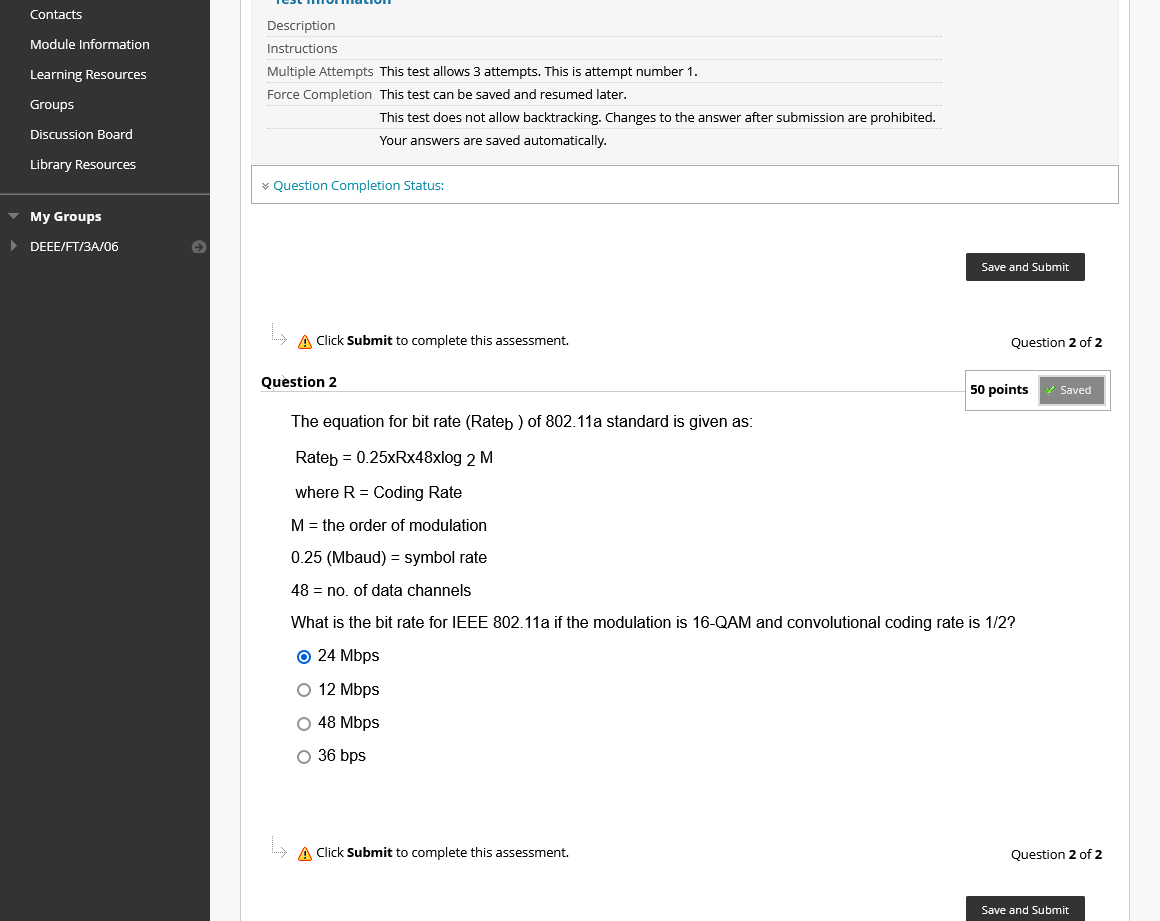 Contacts
Module Information
Learning Resources
Groups
Discussion Board
Library Resources
My Groups
DEEE/FT/3A/06
Test Information
Description
Instructions
Multiple Attempts This test allows 3 attempts. This is attempt number 1.
Force Completion This test can be saved and resumed later.
This test does not allow backtracking. Changes to the answer after submission are prohibited.
Your answers are saved automatically.
Question Completion Status:
Save and Submit
Click Submit to complete this assessment.
Question 2 of 2
Question 2
50 points
Saved
The equation for bit rate (Rateb ) of 802.11a standard is given as:
Rateb = 0.25xRx48xlog 2 M
where R = Coding Rate
M = the order of modulation
0.25 (Mbaud) = symbol rate
48 = no. of data channels
What is the bit rate for IEEE 802.11a if the modulation is 16-QAM and convolutional coding rate is 1/2?
24 Mbps
12 Mbps
48 Mbps
36 bps
Click Submit to complete this assessment.
Question 2 of 2
Save and Submit